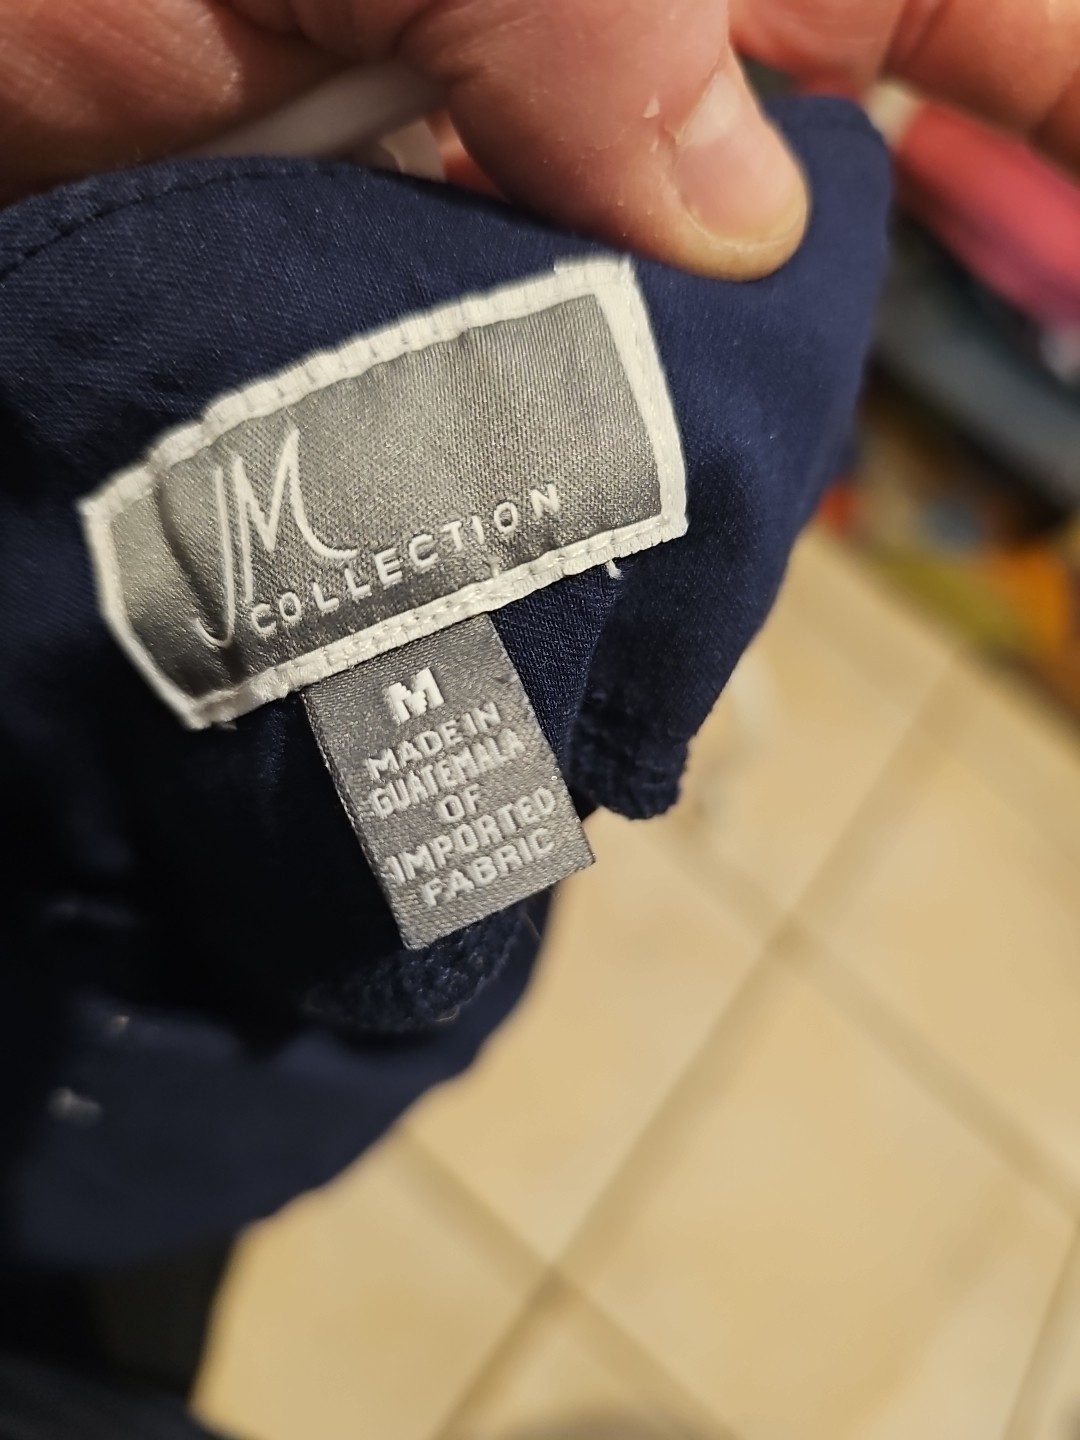 JM
COLLECTION
M
MADE IN
GUATEMALA
OF
IMPORTED
FABRIC